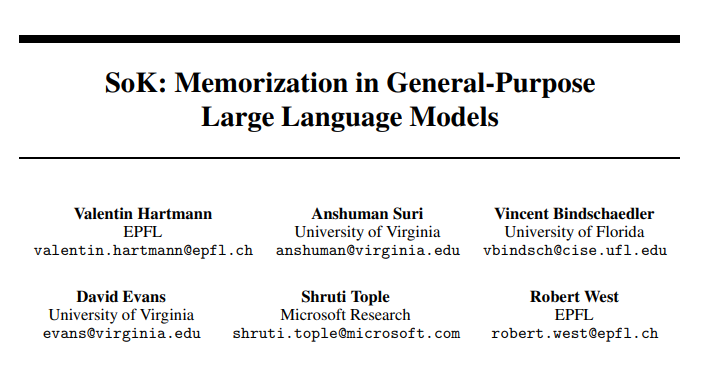 SoK: Memorization in General-Purpose
Large Language Models
Valentin Hartmann
EPFL
valentin.hartmann@epfl.ch
Anshuman Suri
University of Virginia
anshuman@virginia.edu
Vincent Bindschaedler
University of Florida
vbindsch@cise.ufl.edu
David Evans
University of Virginia
evans@virginia.edu
Shruti Tople
Microsoft Research
shruti.tople@microsoft.com
Robert West
EPFL
robert.west@epfl.ch